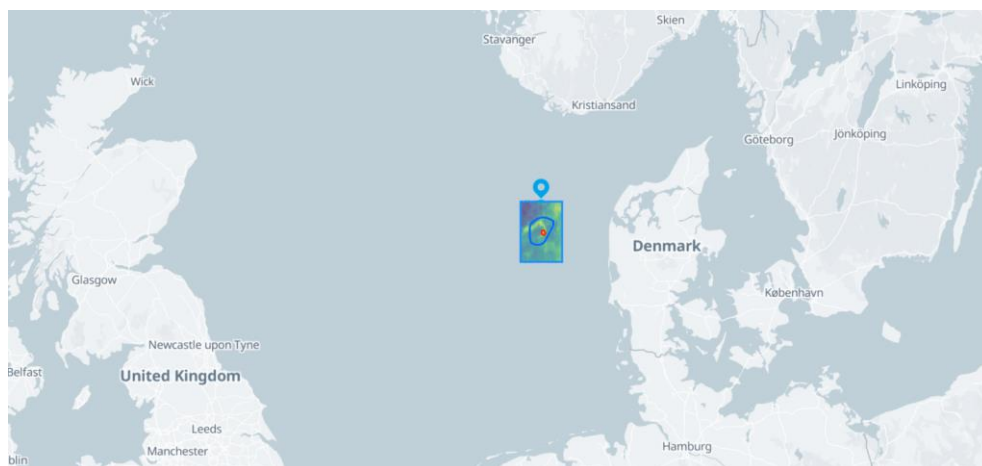 Skien
Stavanger
Wick
Linköping
Kristiansand
Göteborg
Jönköping
Denmark
Glasgow
København
Newcastle upon Tyne
Belfast
United Kingdom
Leeds
Hamburg
Manchester
blin